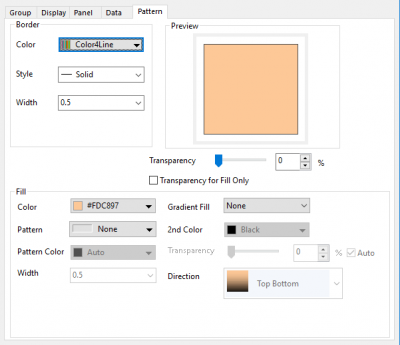 Group Display Panel Data Pattern
Border
Color Color4Line
Style Solid
Width 0.5
Preview
Transparency 0 %
Transparency for Fill Only
Fill
Color #FDC897
Pattern None
Pattern Color Auto
Width 0.5
Gradient Fill None
2nd Color Black
Transparency 0 % Auto
Direction Top Bottom